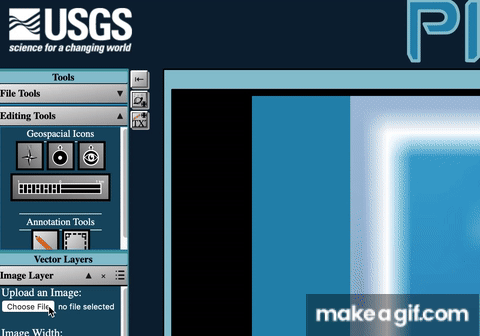 USGS
science for a changing world
PI
Tools
File Tools ▼
Editing Tools ▲
Geospacial Icons
Annotation Tools
Vector Layers
Image Layer ▲ ×
Upload an Image:
Choose File no file selected
Image Width:
makeagif.com